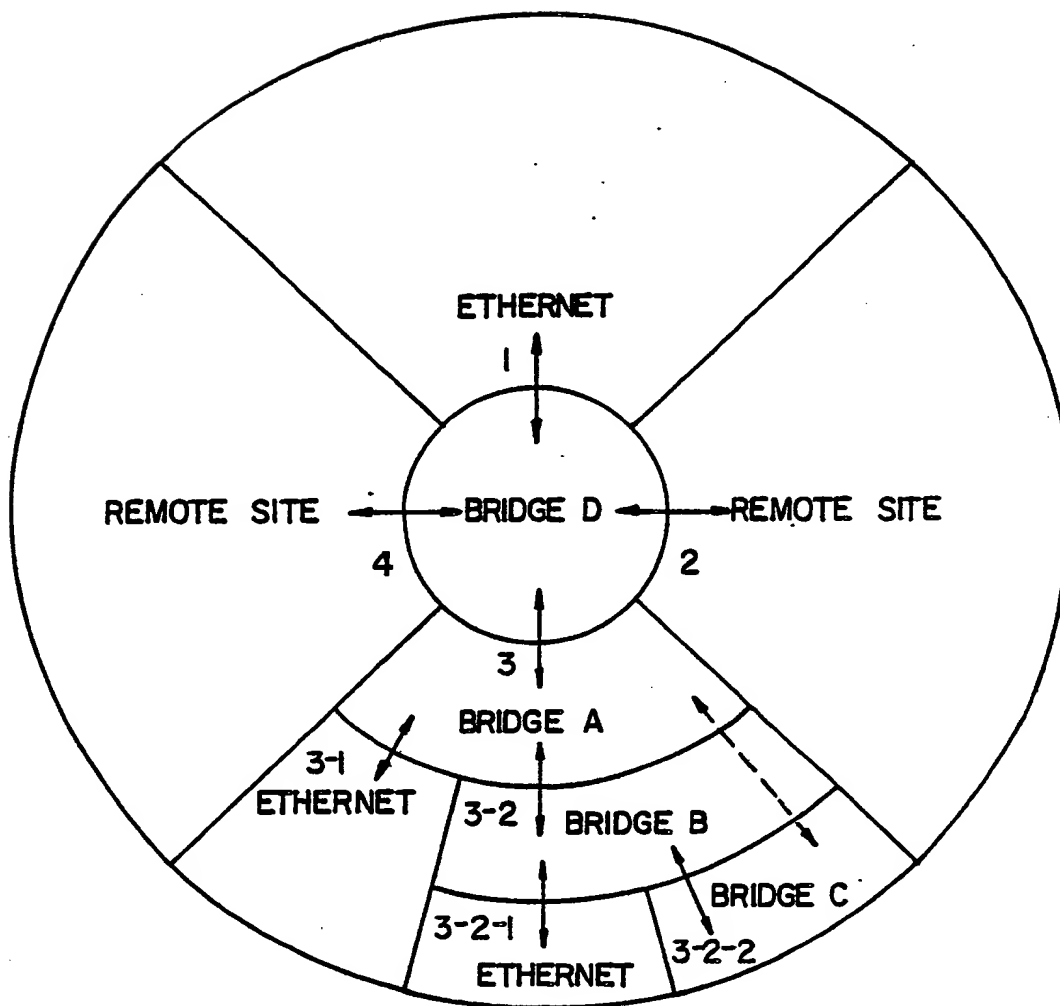 ETHERNET
1
REMOTE SITE
BRIDGE D
REMOTE SITE
4
2
3
BRIDGE A
3-1
ETHERNET
3-2
BRIDGE B
BRIDGE C
3-2-1
3-2-2
ETHERNET